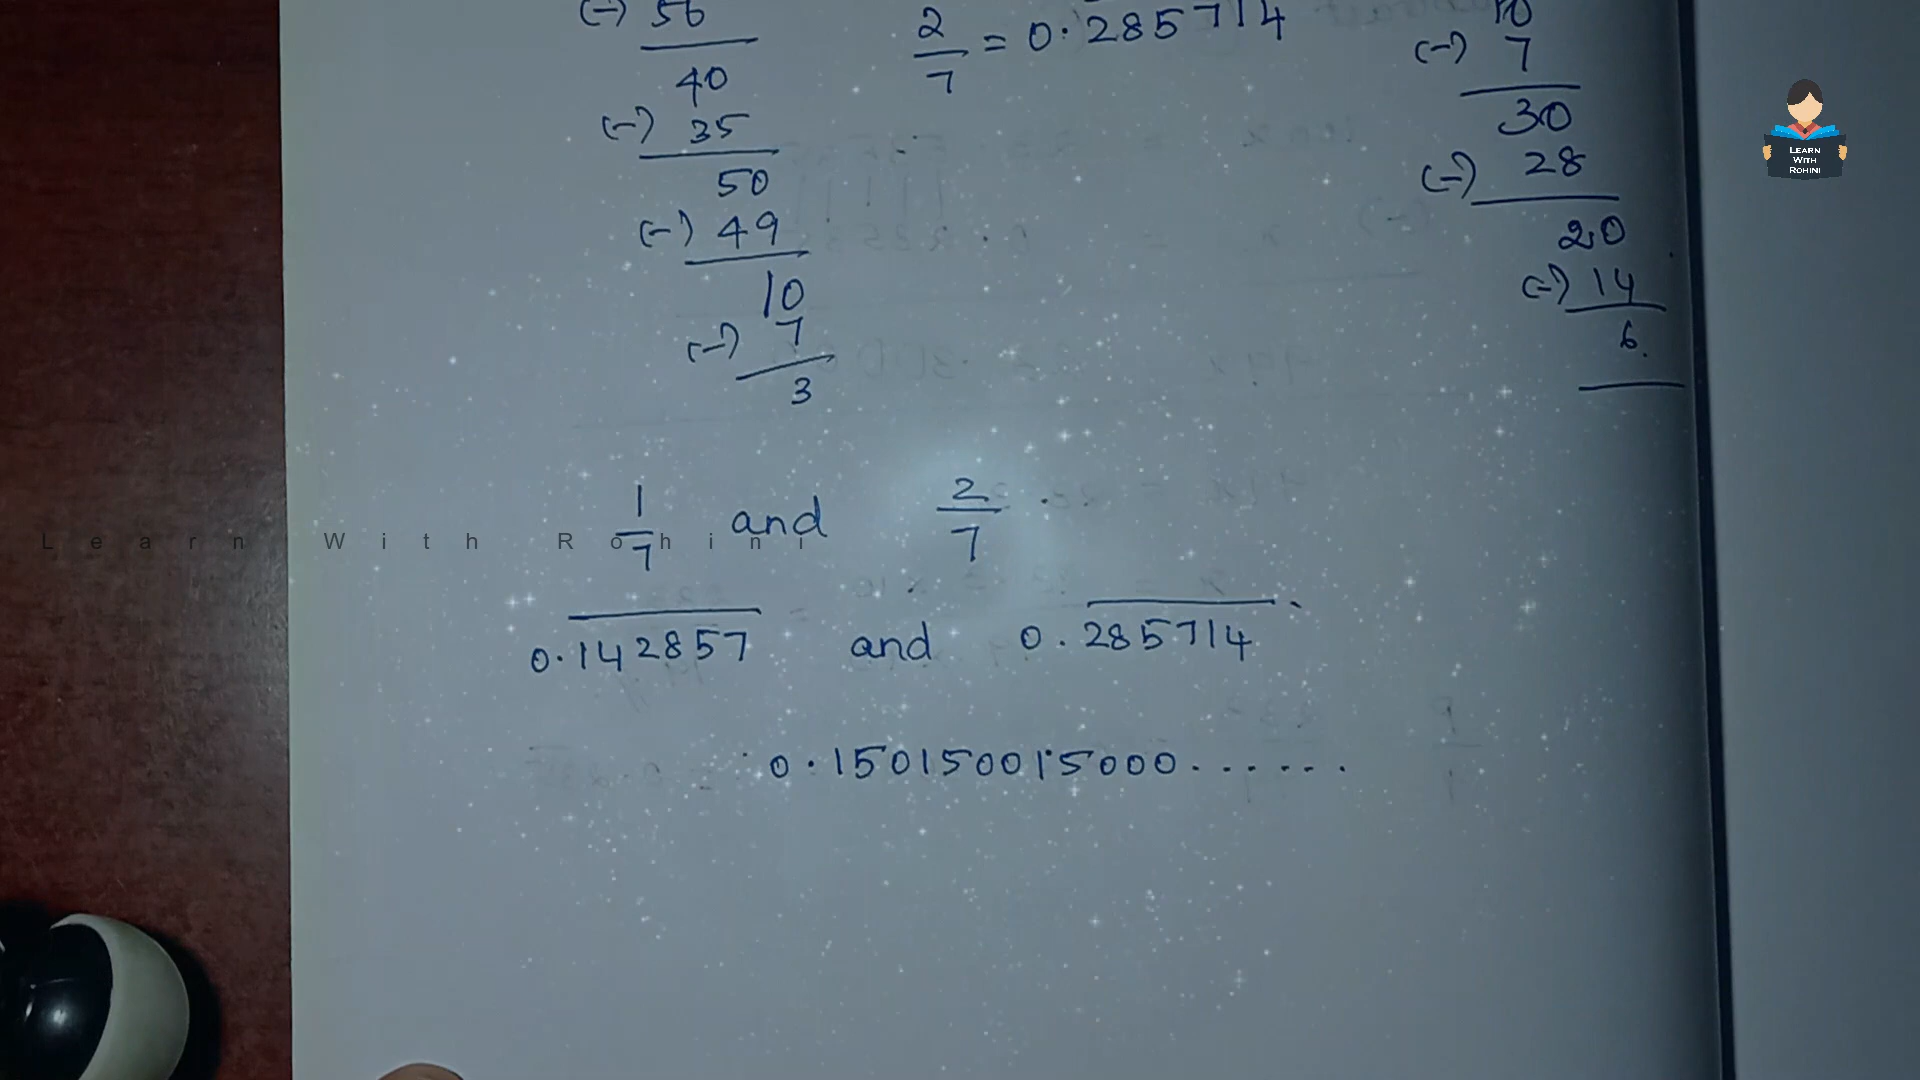 (-) 56
40
(-) 35
50
(-) 49
10
(-) 7
3
2/7 = 0.285714
10
(-) 7
30
(-) 28
20
(-) 14
6
LEARN
WITH
ROHINI
1/7 and 2/7
Learn With Rohini
0.142857 and 0.285714
0.150150015000......